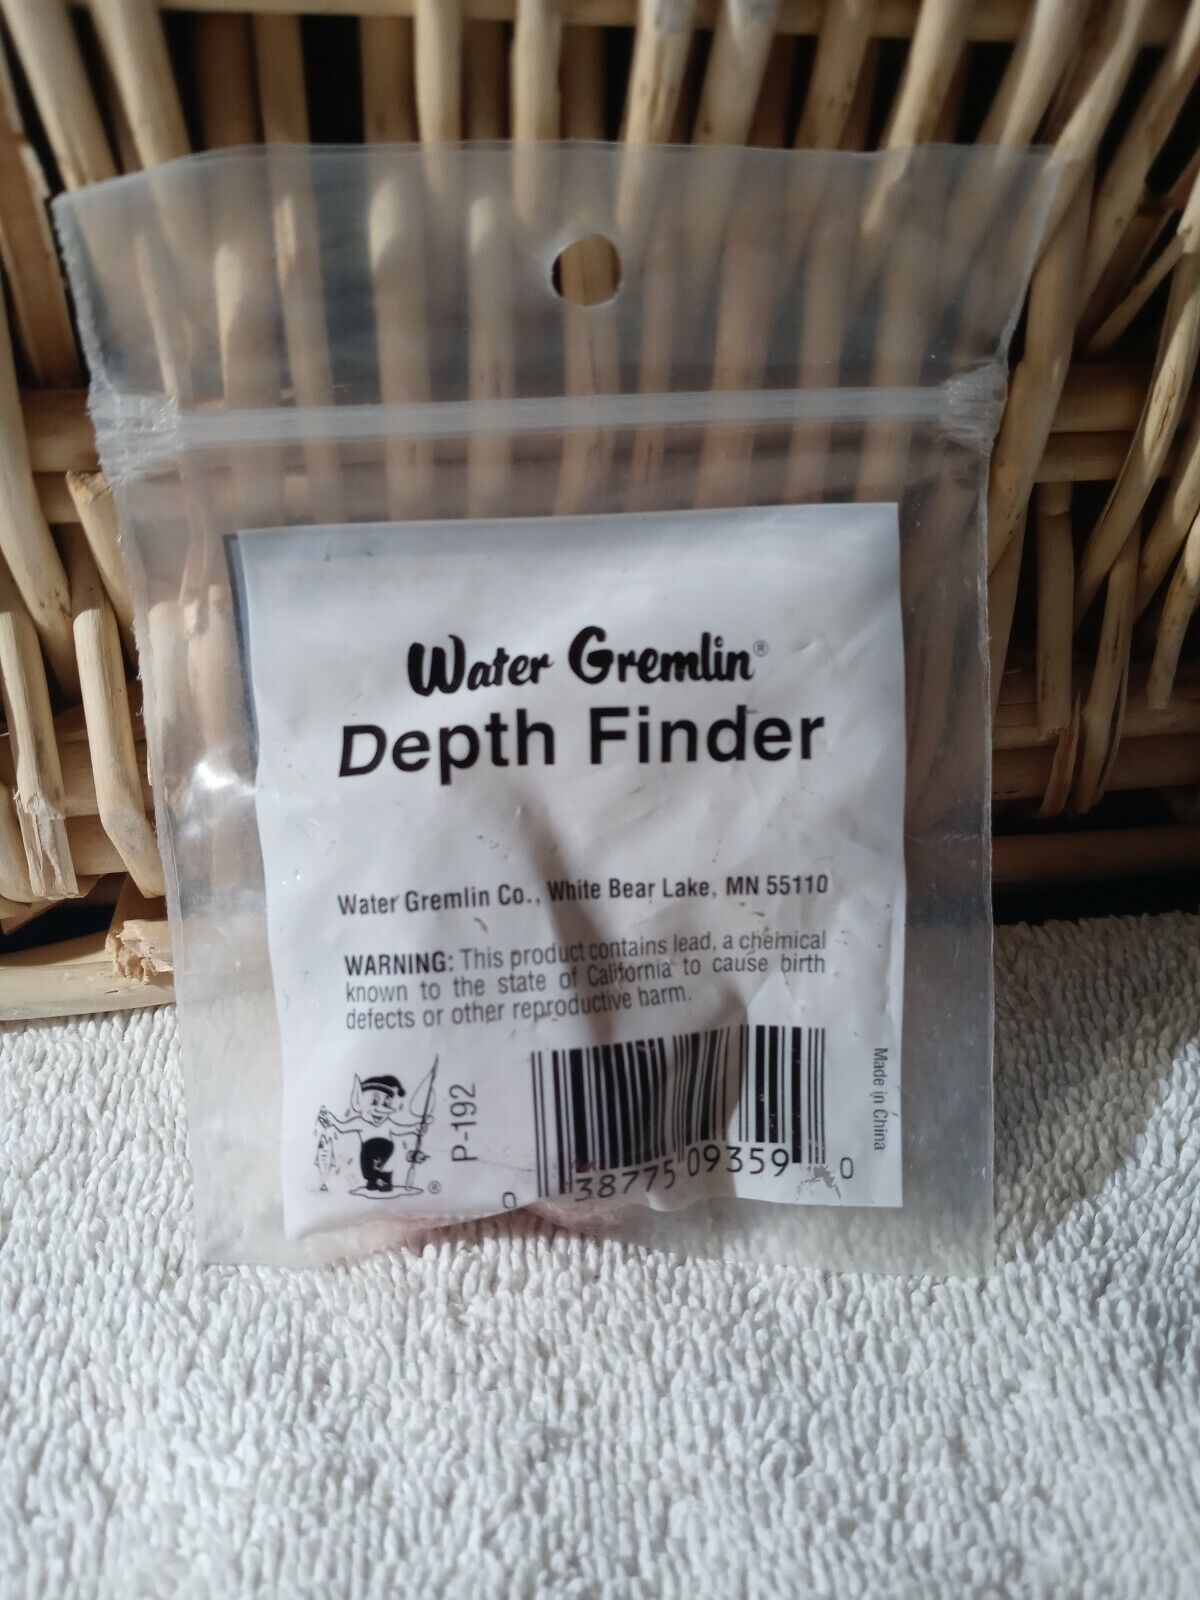 Water Gremlin®
Depth Finder
Water Gremlin Co., White Bear Lake, MN 55110
WARNING: This product contains lead, a chemical
known to the state of California to cause birth
defects or other reproductive harm.
®
P-192
0 38775 09359 0
Made in China